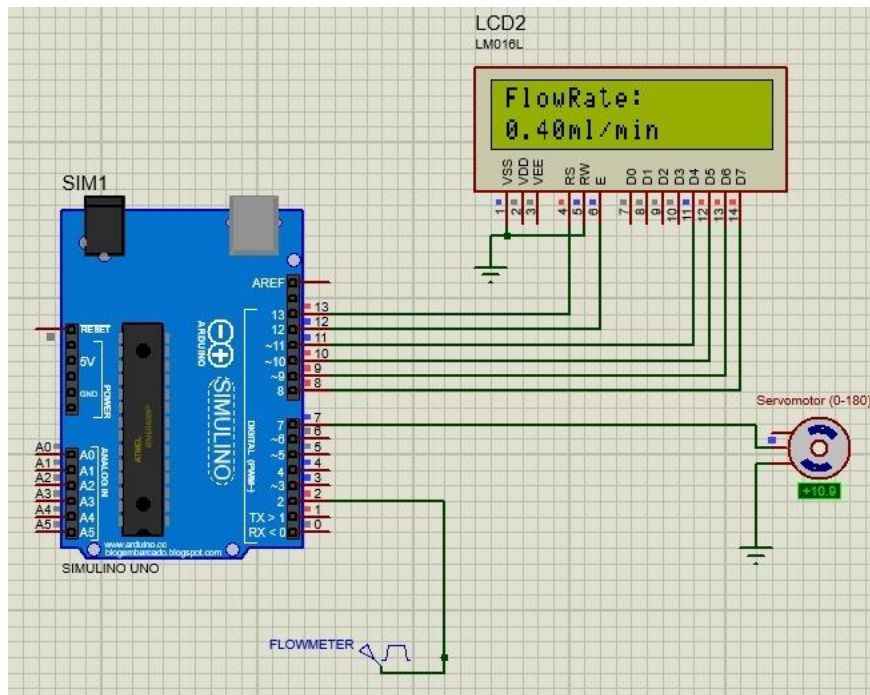 LCD2
LM016L
FlowRate:
0.40ml/min
VSS
VDD
VEE
RS
RW
E
D0
D1
D2
D3
D4
D5
D6
D7
1
2
3
4
5
6
7
8
9
10
11
12
13
14
SIM1
AREF
13
12
~11
~10
~9
8
13
12
11
10
9
8
RESET
5V
GND
POWER
ARDUINO
SIMULINO
ATMEL
DIGITAL (PWM~)
7
~6
~5
4
~3
2
TX > 1
RX < 0
7
6
5
4
3
2
1
0
A0
A1
A2
A3
A4
A5
A0
A1
A2
A3
A4
A5
ANALOG IN
www.arduino.cc
blogembarcado.blogspot.com
SIMULINO UNO
Servomotor (0-180)
+10.9
FLOWMETER